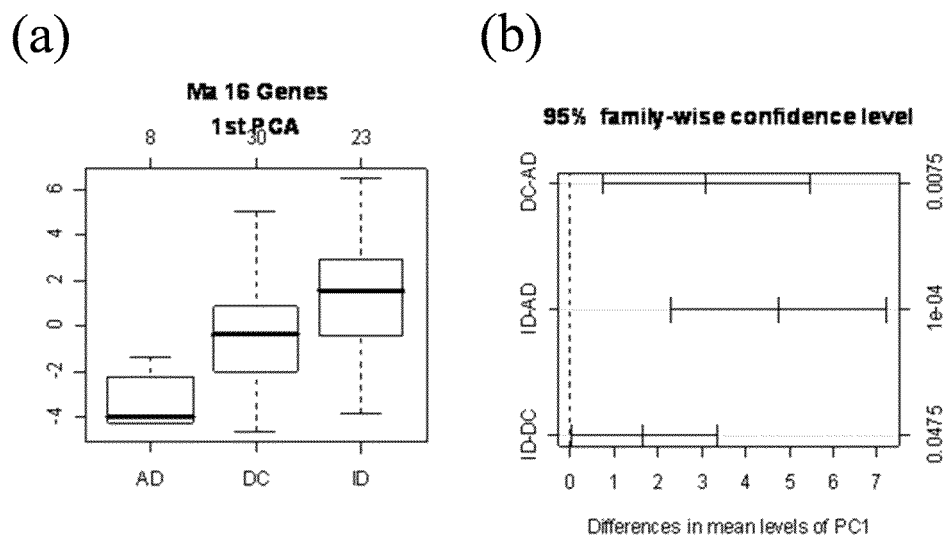 (a)
Ma 16 Genes
1st PCA
8 30 23
6
4
2
0
-2
-4
AD DC ID
(b)
95% family-wise confidence level
DC-AD
ID-AD
ID-DC
0.0075
1e-04
0.0475
0 1 2 3 4 5 6 7
Differences in mean levels of PC1